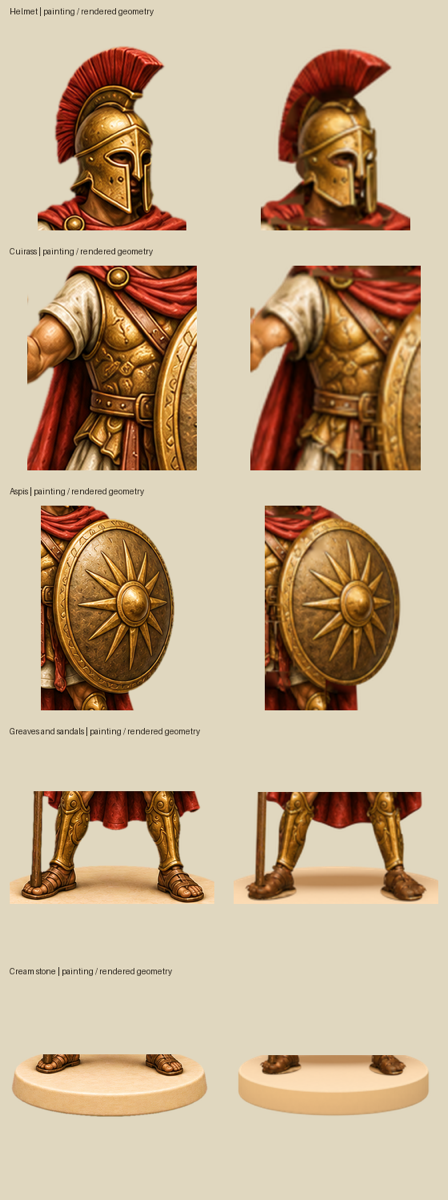 Helmet | painting / rendered geometry
Cuirass | painting / rendered geometry
Aspis | painting / rendered geometry
Greaves and sandals | painting / rendered geometry
Cream stone | painting / rendered geometry